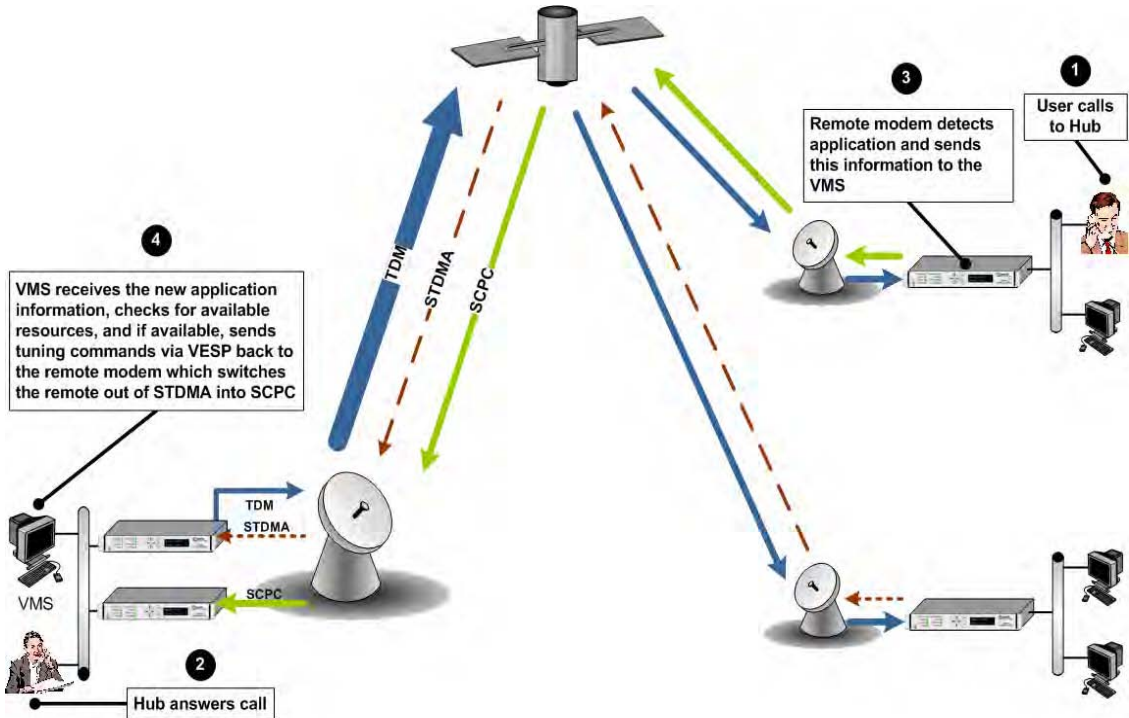 1
User calls
to Hub
3
Remote modem detects
application and sends
this information to the
VMS
4
VMS receives the new application
information, checks for available
resources, and if available, sends
tuning commands via VESP back to
the remote modem which switches
the remote out of STDMA into SCPC
TDM
STDMA
SCPC
TDM
STDMA
SCPC
VMS
2
Hub answers call